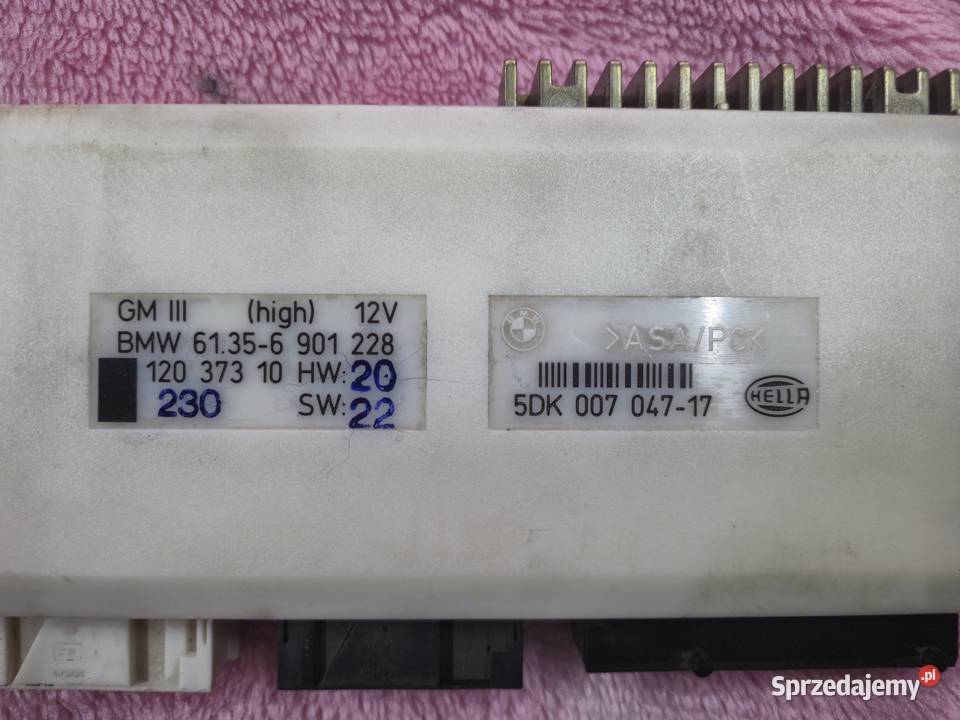 GM III (high) 12V
BMW 61.35-6 901 228
120 373 10 HW: 20
230 SW: 22
BMW
>ASA/PC<
5DK 007 047-17
HELLA
Sprzedajemy.pl